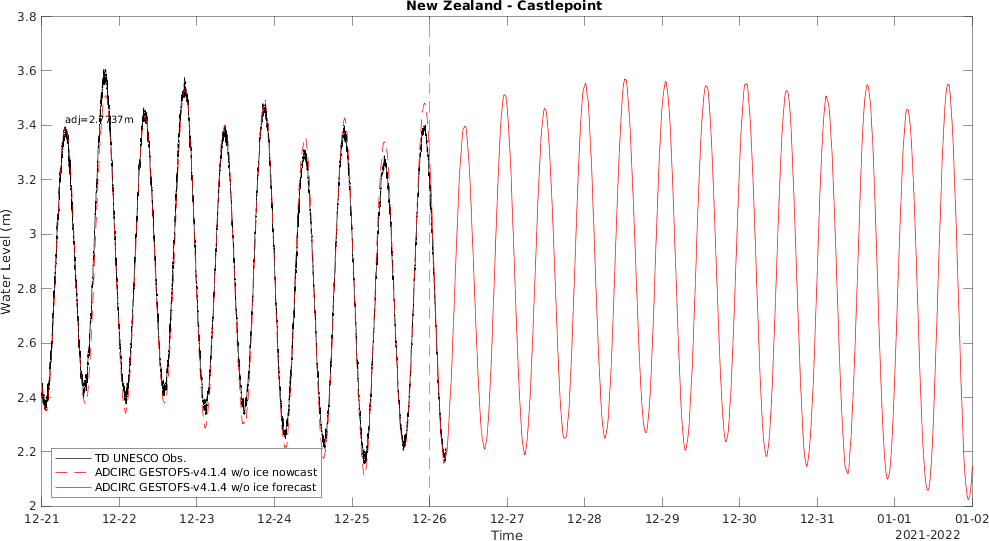 New Zealand - Castlepoint
3.8
3.6
3.4
3.2
3
2.8
2.6
2.4
2.2
2
Water Level (m)
adj=2.7737m
TD UNESCO Obs.
ADCIRC GESTOFS-v4.1.4 w/o ice nowcast
ADCIRC GESTOFS-v4.1.4 w/o ice forecast
12-21 12-22 12-23 12-24 12-25 12-26 12-27 12-28 12-29 12-30 12-31 01-01 01-02
Time
2021-2022